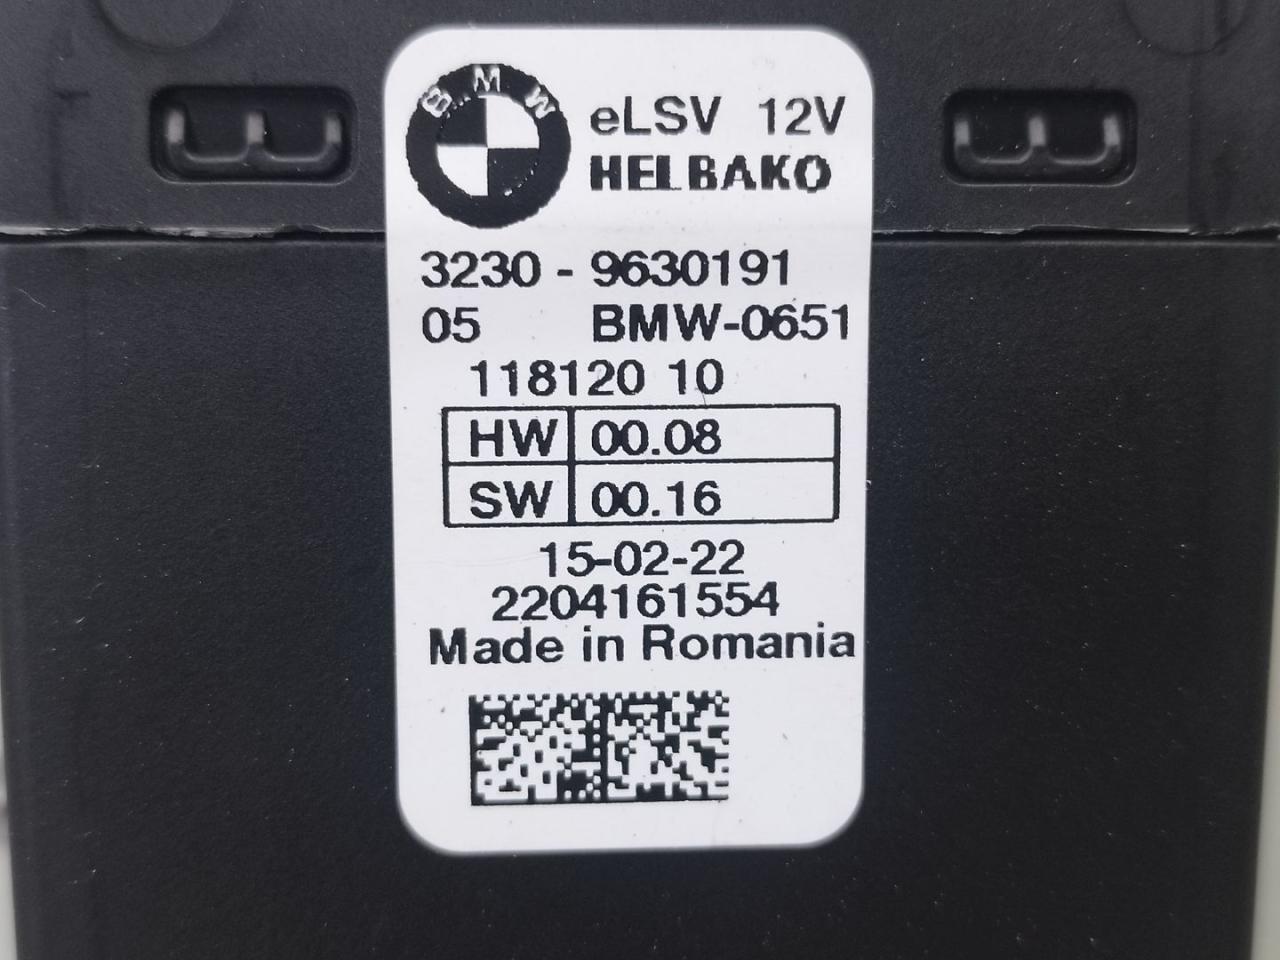 BMW
eLSV 12V
HELBAKO
3230 - 9630191
05 BMW-0651
118120 10
HW 00.08
SW 00.16
15-02-22
2204161554
Made in Romania